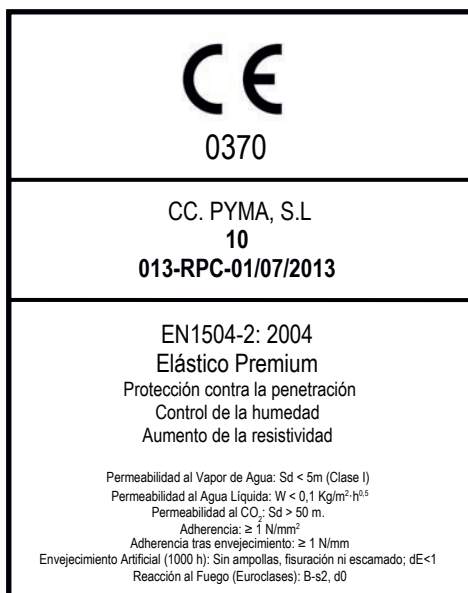 CE
0370
CC. PYMA, S.L
10
013-RPC-01/07/2013
EN1504-2: 2004
Elástico Premium
Protección contra la penetración
Control de la humedad
Aumento de la resistividad
Permeabilidad al Vapor de Agua: Sd < 5m (Clase I)
Permeabilidad al Agua Líquida: W < 0,1 Kg/m²·h⁰,⁵
Permeabilidad al CO₂: Sd > 50 m.
Adherencia: ≥ 1 N/mm²
Adherencia tras envejecimiento: ≥ 1 N/mm
Envejecimiento Artificial (1000 h): Sin ampollas, fisuración ni escamado; dE<1
Reacción al Fuego (Euroclases): B-s2, d0